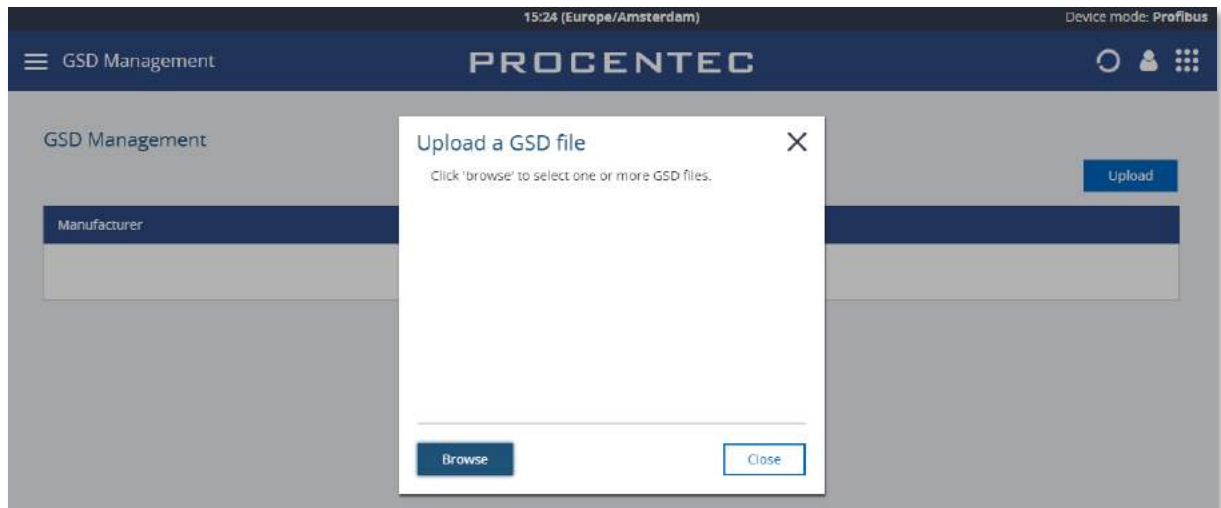 15:24 (Europe/Amsterdam)
Device mode: Profibus
GSD Management
PROCENTEC
GSD Management
Upload a GSD file
Click 'browse' to select one or more GSD files.
Upload
Manufacturer
Browse
Close